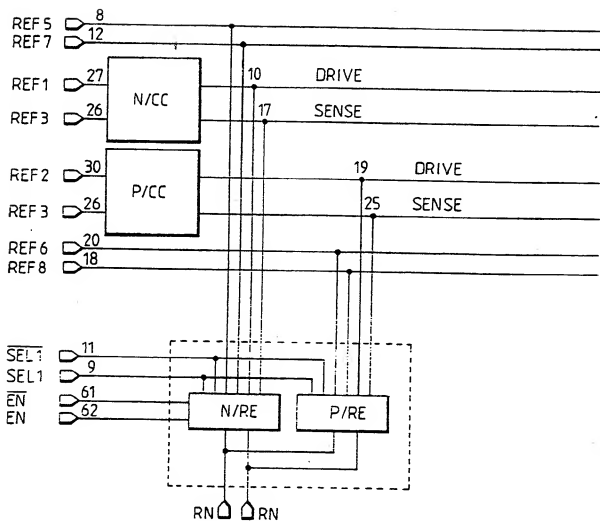 REF5 8
REF7 12
REF1 27 10 DRIVE
N/CC
REF3 26 17 SENSE
REF2 30 19 DRIVE
P/CC
REF3 26 25 SENSE
REF6 20
REF8 18
SEL1 11
SEL1 9
EN 61
EN 62
N/RE P/RE
RN RN